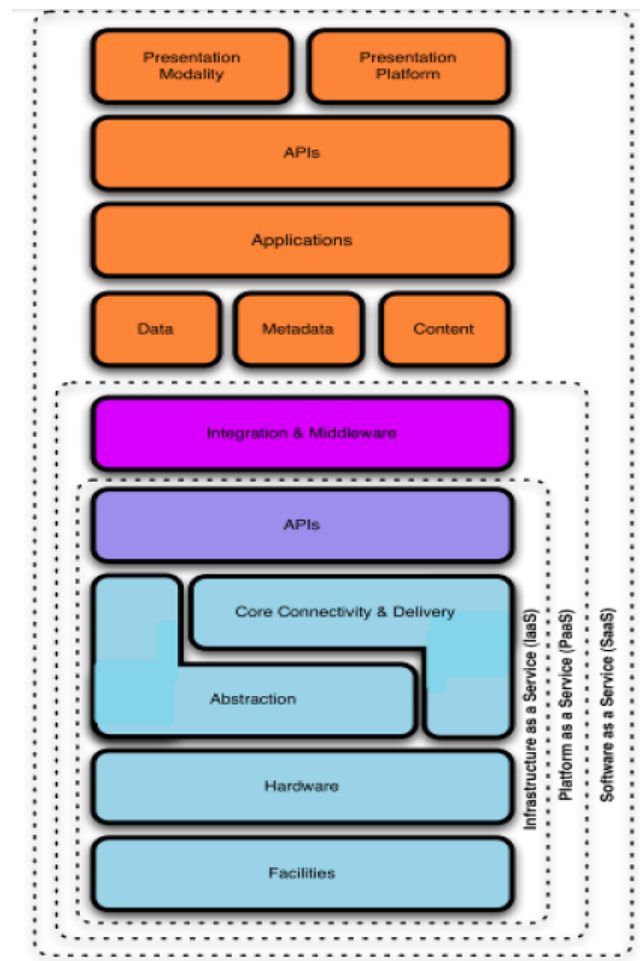 Presentation
Modality
Presentation
Platform
APIs
Applications
Data
Metadata
Content
Integration & Middleware
APIs
Core Connectivity & Delivery
Abstraction
Hardware
Facilities
Infrastructure as a Service (IaaS)
Platform as a Service (PaaS)
Software as a Service (SaaS)